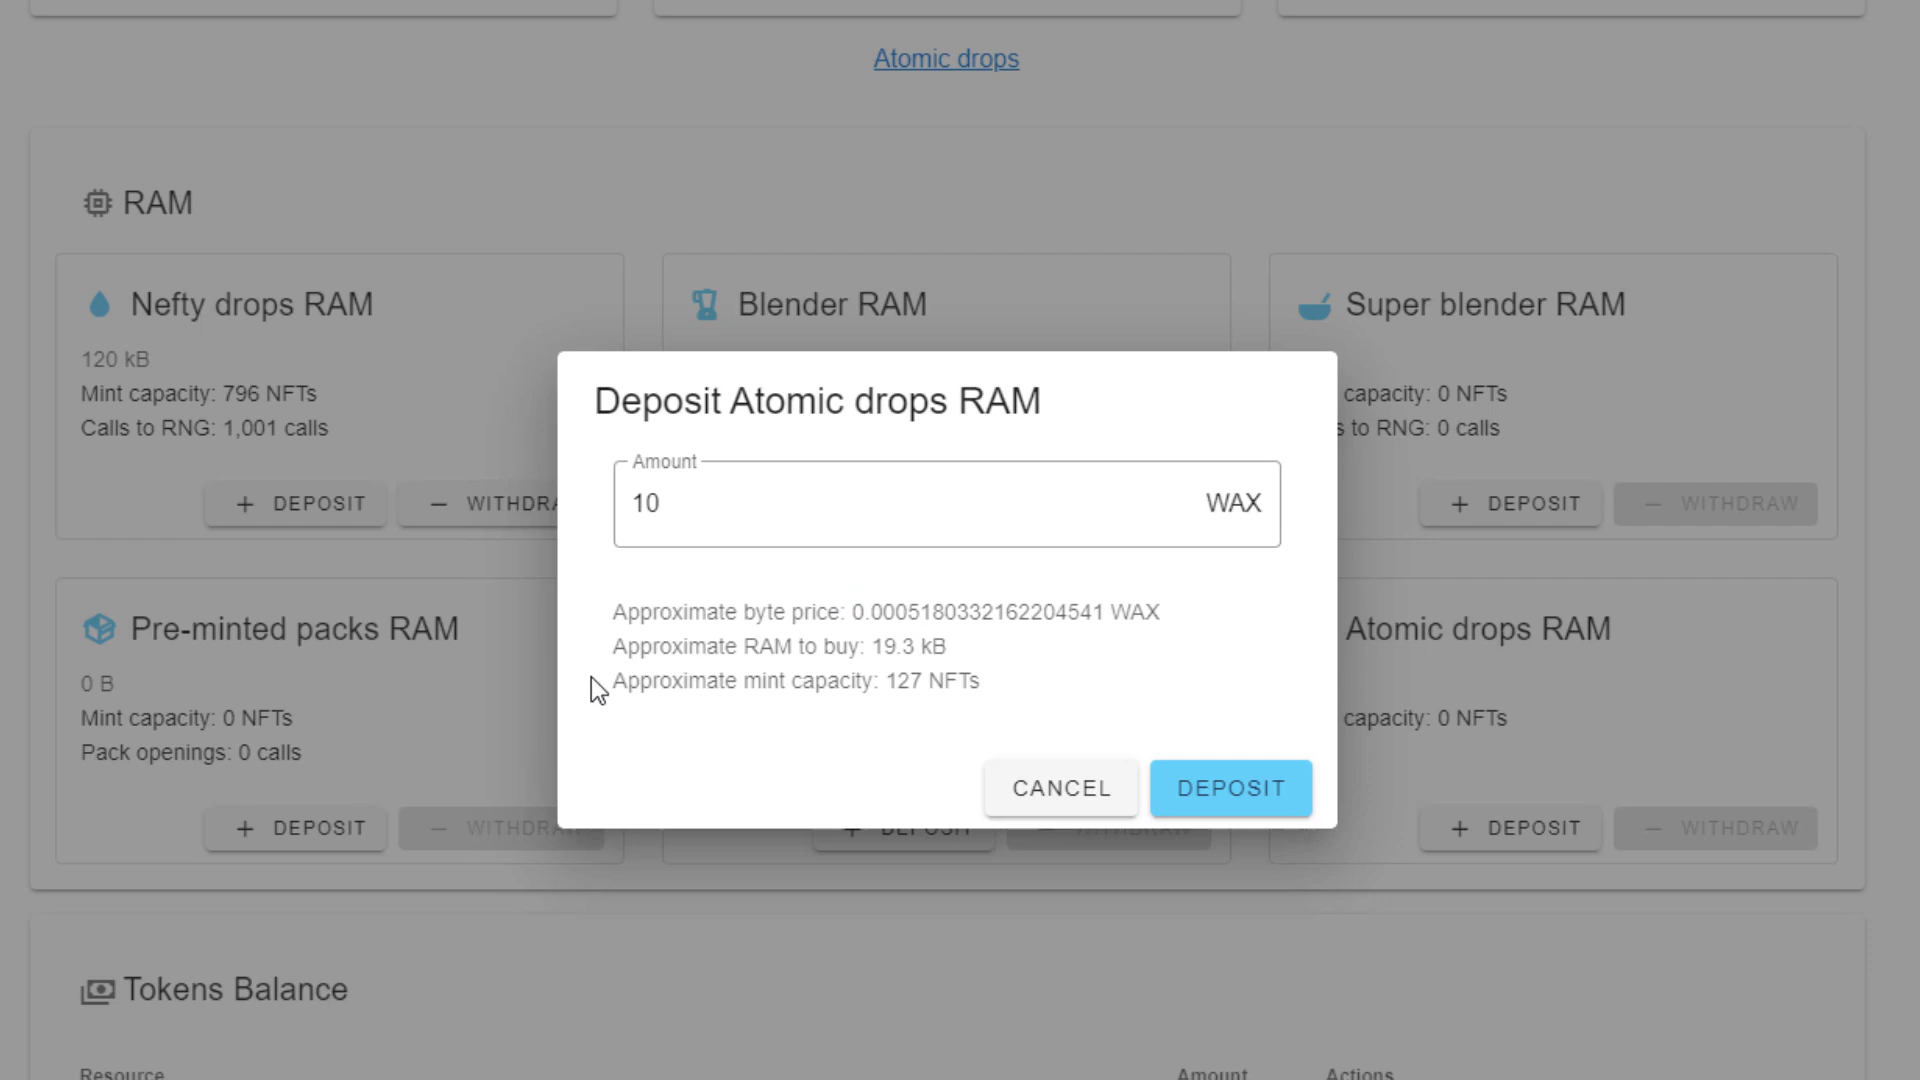 Atomic drops
RAM
Nefty drops RAM
120 kB
Mint capacity: 796 NFTs
Calls to RNG: 1,001 calls
+ DEPOSIT
Blender RAM
Super blender RAM
capacity: 0 NFTs
to RNG: 0 calls
+ DEPOSIT
— WITHDRAW
Deposit Atomic drops RAM
Amount
10 WAX
Approximate byte price: 0.0005180332162204541 WAX
Approximate RAM to buy: 19.3 kB
Approximate mint capacity: 127 NFTs
CANCEL
DEPOSIT
Pre-minted packs RAM
0 B
Mint capacity: 0 NFTs
Pack openings: 0 calls
+ DEPOSIT
Atomic drops RAM
capacity: 0 NFTs
+ DEPOSIT
— WITHDRAW
Tokens Balance
Resource
Amount
Actions